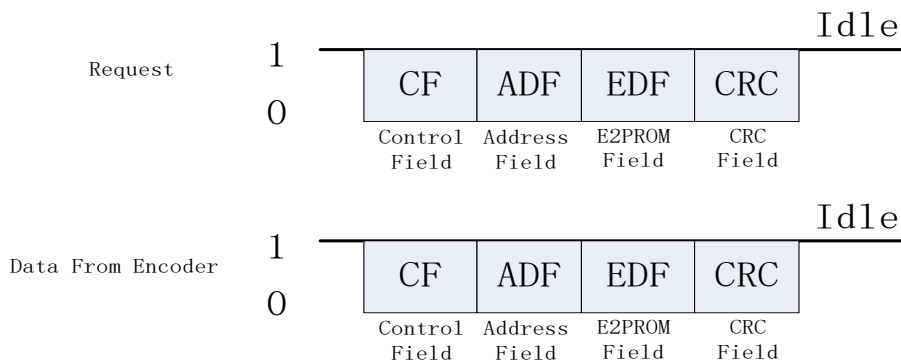 Idle
1
Request
CF ADF EDF CRC
0
Control Address E2PROM CRC
Field Field Field Field
Idle
1
Data From Encoder
CF ADF EDF CRC
0
Control Address E2PROM CRC
Field Field Field Field